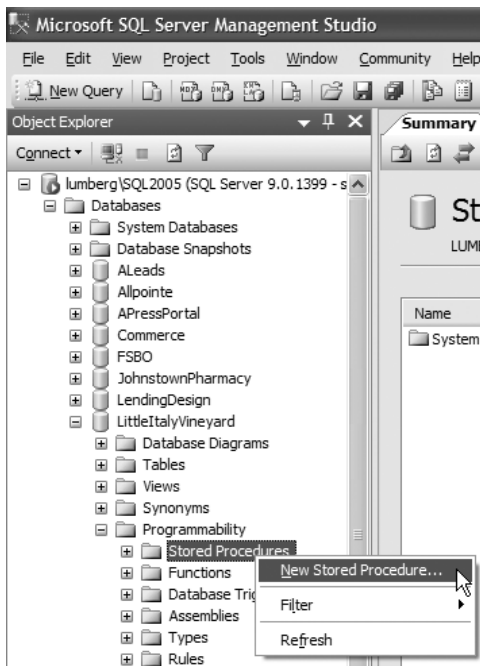 Microsoft SQL Server Management Studio
File Edit View Project Tools Window Community Help
New Query
Object Explorer
Summary
Connect
lumberg\SQL2005 (SQL Server 9.0.1399 - s
Databases
St
System Databases
Database Snapshots
LUM
ALeads
Allpointe
APressPortal
Name
Commerce
System
FSBO
JohnstownPharmacy
LendingDesign
LittleItalyVineyard
Database Diagrams
Tables
Views
Synonyms
Programmability
Stored Procedures
New Stored Procedure...
Functions
Database Trig
Filter
Assemblies
Types
Refresh
Rules